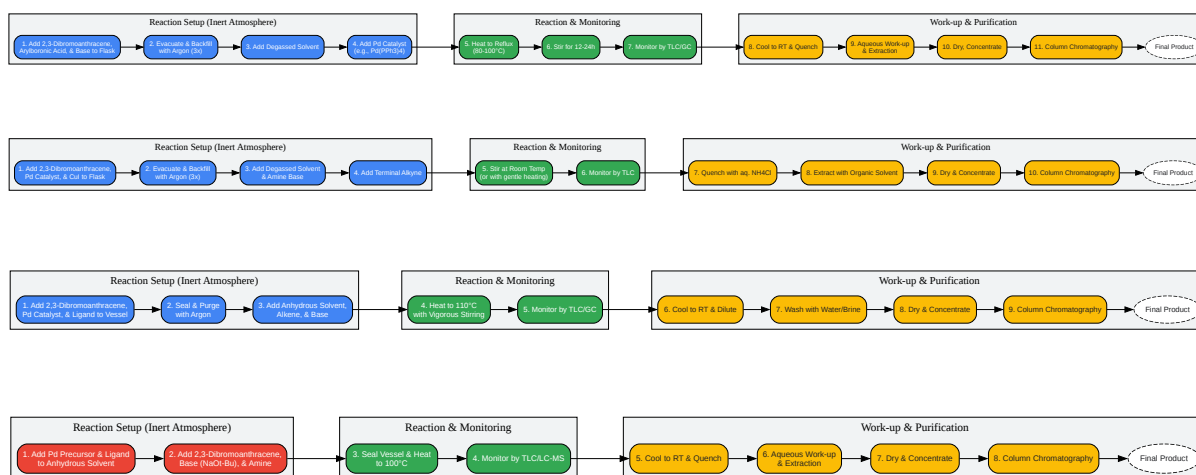 Reaction Setup (Inert Atmosphere)
Reaction & Monitoring
Work-up & Purification
1. Add 2,3-Dibromoanthracene,
Arylboronic Acid, & Base to Flask
2. Evacuate & Backfill
with Argon (3x)
3. Add Degassed Solvent
4. Add Pd Catalyst
(e.g., Pd(PPh3)4)
5. Heat to Reflux
(80-100°C)
6. Stir for 12-24h
7. Monitor by TLC/GC
8. Cool to RT & Quench
9. Aqueous Work-up
& Extraction
10. Dry, Concentrate
11. Column Chromatography
Final Product
Reaction Setup (Inert Atmosphere)
Reaction & Monitoring
Work-up & Purification
1. Add 2,3-Dibromoanthracene,
Pd Catalyst, & CuI to Flask
2. Evacuate & Backfill
with Argon (3x)
3. Add Degassed Solvent
& Amine Base
4. Add Terminal Alkyne
5. Stir at Room Temp
(or with gentle heating)
6. Monitor by TLC
7. Quench with aq. NH4Cl
8. Extract with Organic Solvent
9. Dry & Concentrate
10. Column Chromatography
Final Product
Reaction Setup (Inert Atmosphere)
Reaction & Monitoring
Work-up & Purification
1. Add 2,3-Dibromoanthracene,
Pd Catalyst, & Ligand to Vessel
2. Seal & Purge
with Argon
3. Add Anhydrous Solvent,
Alkene, & Base
4. Heat to 110°C
with Vigorous Stirring
5. Monitor by TLC/GC
6. Cool to RT & Dilute
7. Wash with Water/Brine
8. Dry & Concentrate
9. Column Chromatography
Final Product
Reaction Setup (Inert Atmosphere)
Reaction & Monitoring
Work-up & Purification
1. Add Pd Precursor & Ligand
to Anhydrous Solvent
2. Add 2,3-Dibromoanthracene,
Base (NaOt-Bu), & Amine
3. Seal Vessel & Heat
to 100°C
4. Monitor by TLC/LC-MS
5. Cool to RT & Quench
6. Aqueous Work-up
& Extraction
7. Dry & Concentrate
8. Column Chromatography
Final Product